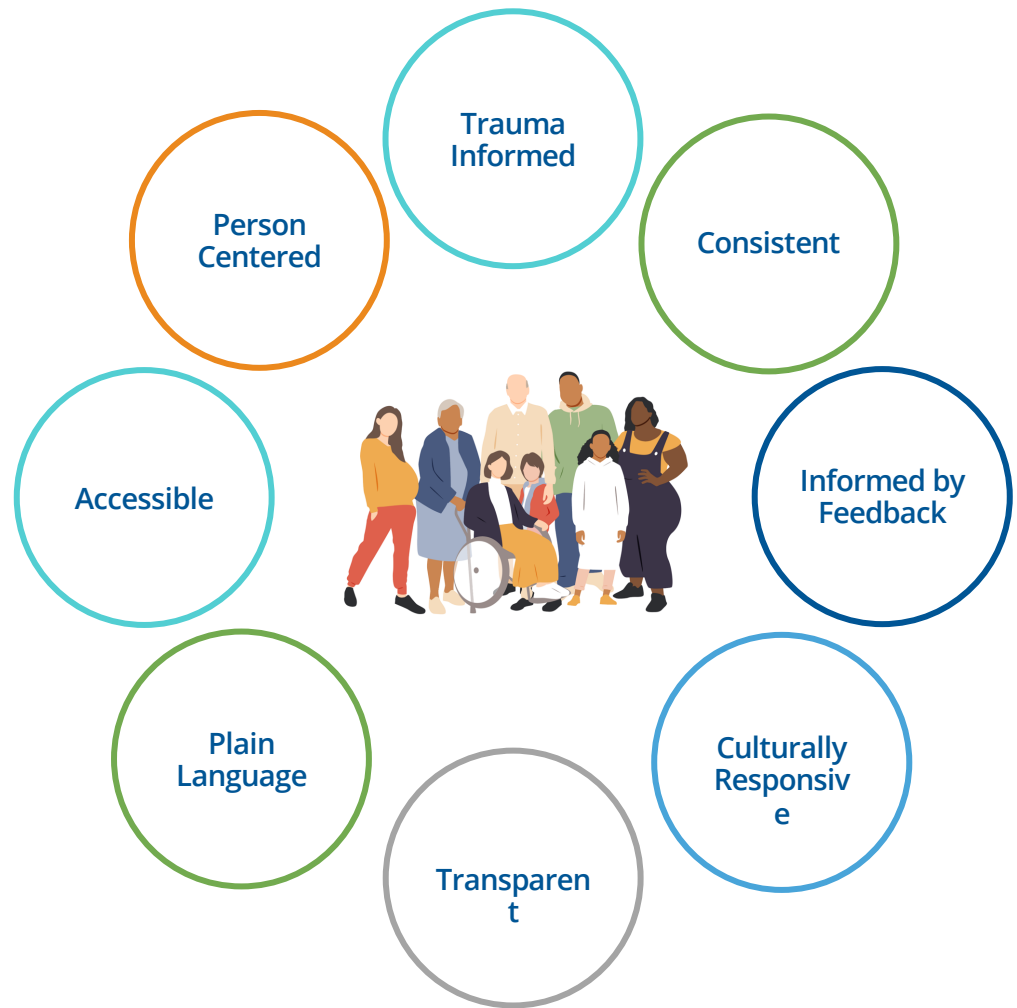 Trauma
Informed
Person
Centered
Consistent
Accessible
Informed by
Feedback
Plain
Language
Culturally
Responsiv
e
Transparen
t